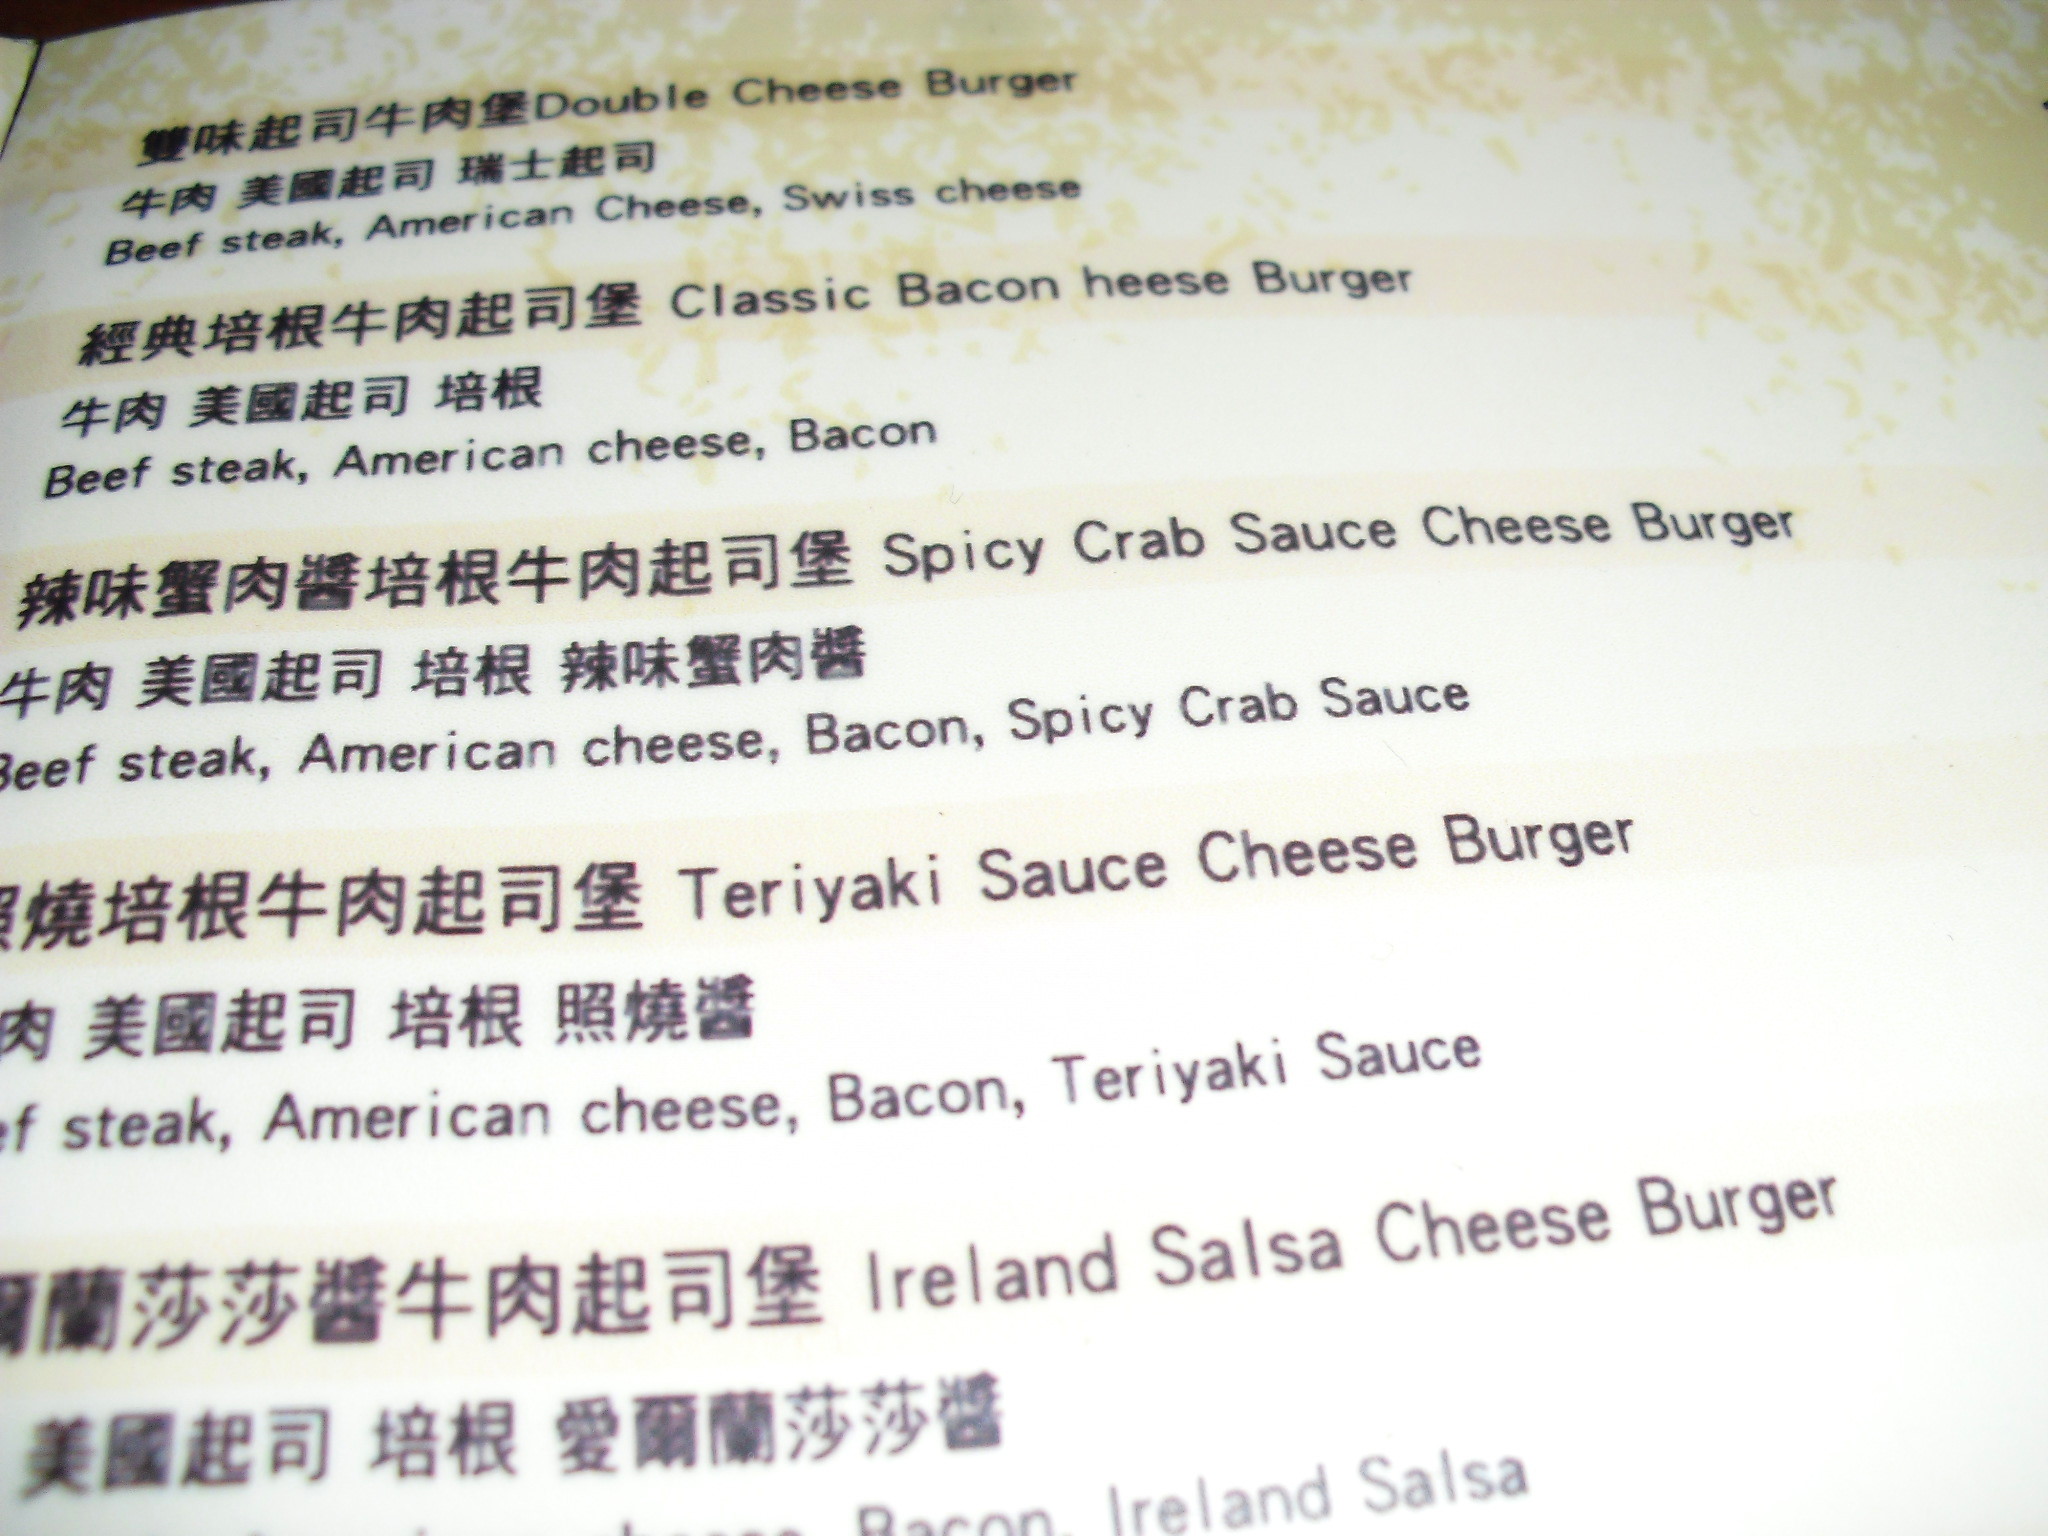 雙味起司牛肉堡Double Cheese Burger
牛肉 美國起司 瑞士起司
Beef steak, American Cheese, Swiss cheese
經典培根牛肉起司堡 Classic Bacon heese Burger
牛肉 美國起司 培根
Beef steak, American cheese, Bacon
辣味蟹肉醬培根牛肉起司堡 Spicy Crab Sauce Cheese Burger
牛肉 美國起司 培根 辣味蟹肉醬
Beef steak, American cheese, Bacon, Spicy Crab Sauce
照燒培根牛肉起司堡 Teriyaki Sauce Cheese Burger
肉 美國起司 培根 照燒醬
ef steak, American cheese, Bacon, Teriyaki Sauce
爾蘭莎莎醬牛肉起司堡 Ireland Salsa Cheese Burger
美國起司 培根 愛爾蘭莎莎醬
cheese, Bacon, Ireland Salsa